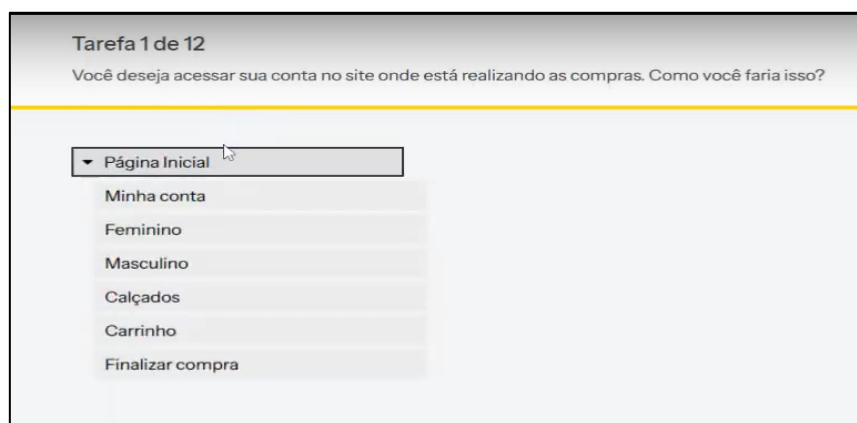 Tarefa 1 de 12
Você deseja acessar sua conta no site onde está realizando as compras. Como você faria isso?
Página Inicial
Minha conta
Feminino
Masculino
Calçados
Carrinho
Finalizar compra